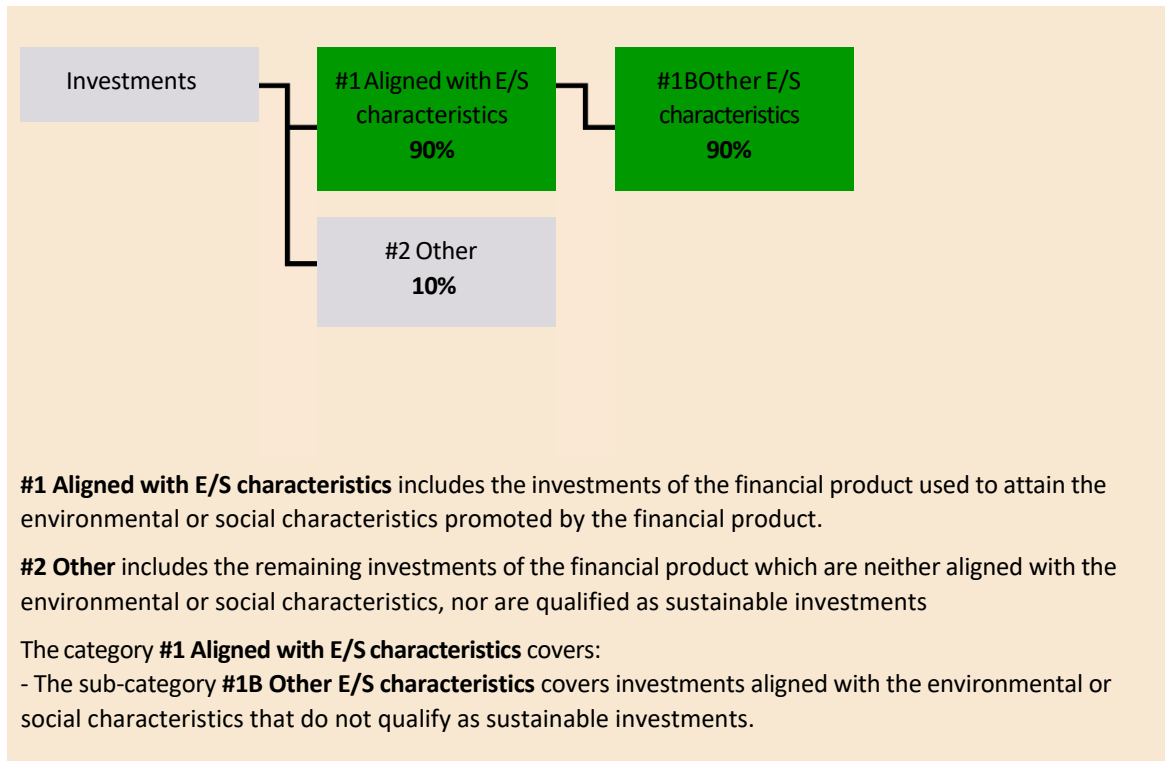 Investments
#1 Aligned with E/S
characteristics
90%
#1BOther E/S
characteristics
90%
#2 Other
10%
#1 Aligned with E/S characteristics includes the investments of the financial product used to attain the
environmental or social characteristics promoted by the financial product.
#2 Other includes the remaining investments of the financial product which are neither aligned with the
environmental or social characteristics, nor are qualified as sustainable investments
The category #1 Aligned with E/S characteristics covers:
- The sub-category #1B Other E/S characteristics covers investments aligned with the environmental or
social characteristics that do not qualify as sustainable investments.